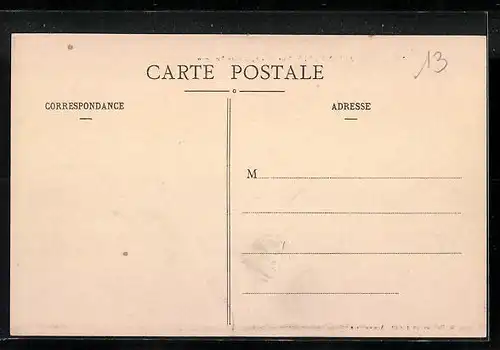 13
CARTE POSTALE
CORRESPONDANCE
ADRESSE
M